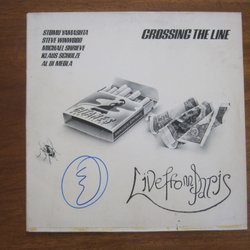 STOMU YAMASHTA
STEVE WINWOOD
MICHAEL SHRIEVE
KLAUS SCHULZE
AL DI MEOLA
CROSSING THE LINE
Live from Paris